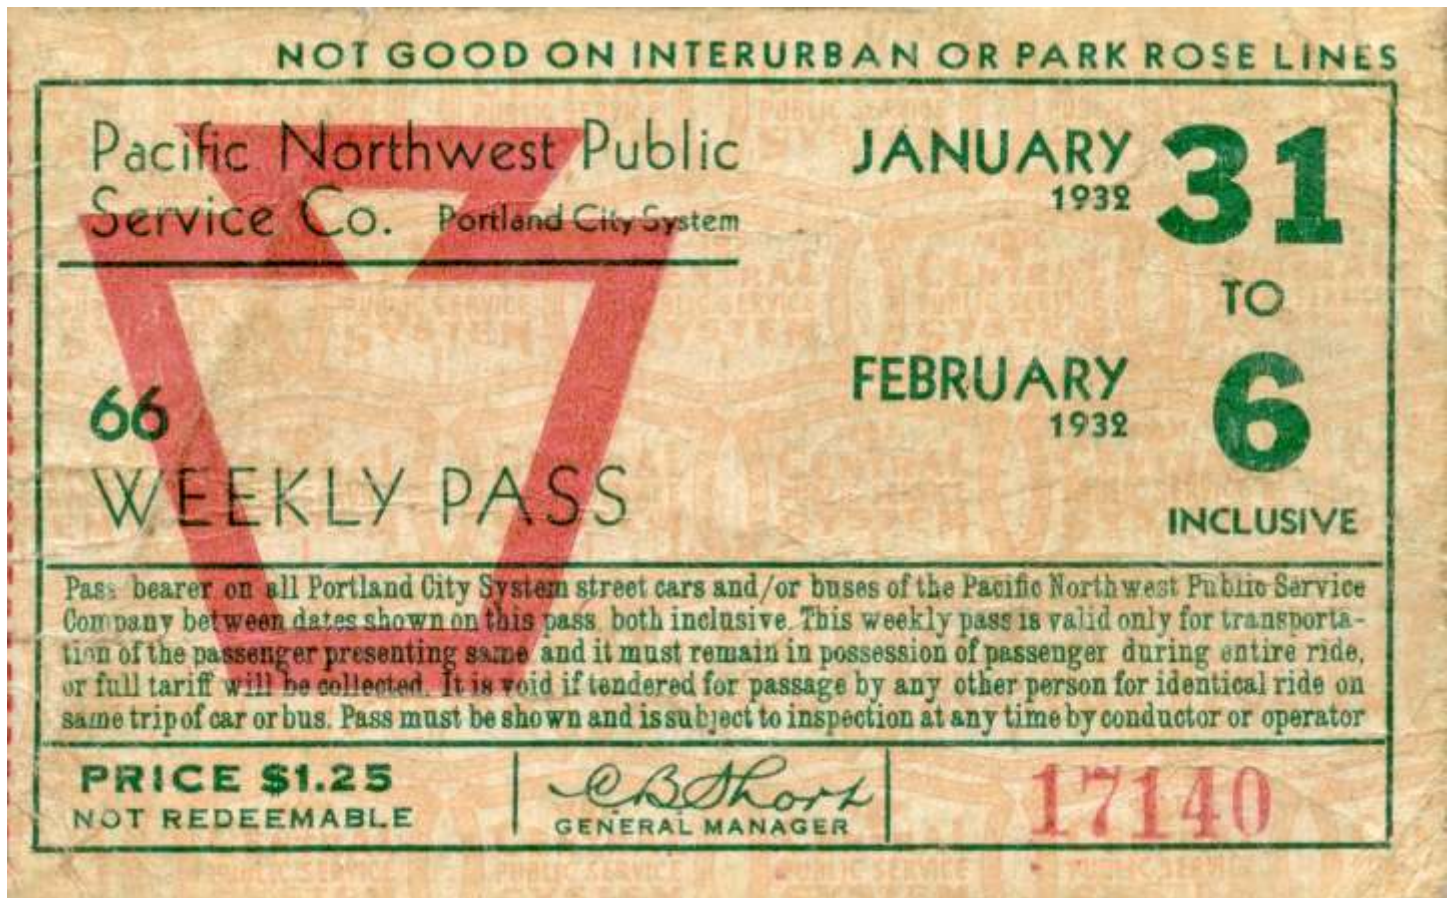 NOT GOOD ON INTERURBAN OR PARK ROSE LINES
Pacific Northwest Public
Service Co. Portland City System
JANUARY 31
1932
TO
FEBRUARY 6
1932
INCLUSIVE
66
WEEKLY PASS
Pass bearer on all Portland City System street cars and/or buses of the Pacific Northwest Public Service
Company between dates shown on this pass, both inclusive. This weekly pass is valid only for transporta-
tion of the passenger presenting same and it must remain in possession of passenger during entire ride,
or full tariff will be collected. It is void if tendered for passage by any other person for identical ride on
same trip of car or bus. Pass must be shown and is subject to inspection at any time by conductor or operator
PRICE $1.25
NOT REDEEMABLE
GENERAL MANAGER
17140